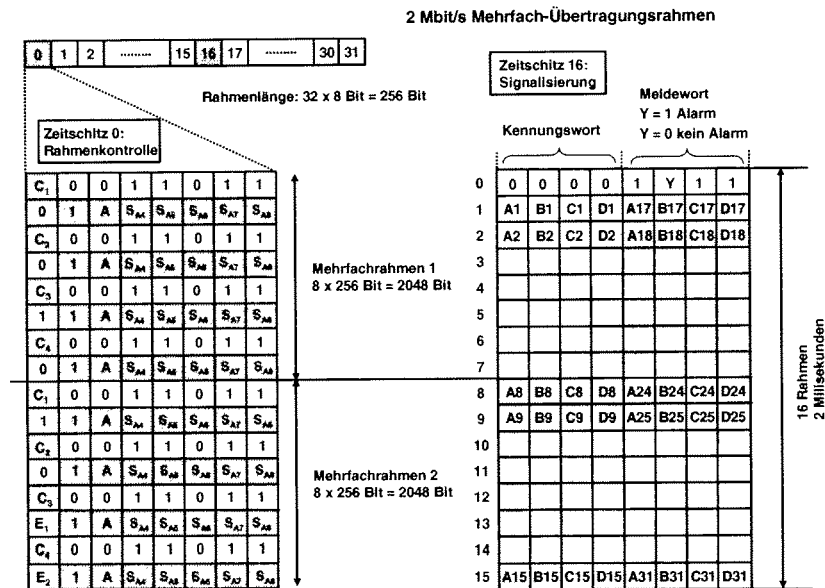 2 Mbit/s Mehrfach-Übertragungsrahmen
0 1 2 ......... 15 16 17 ......... 30 31
Rahmenlänge: 32 x 8 Bit = 256 Bit
Zeitschitz 0:
Rahmenkontrolle
C1 0 0 1 1 0 1 1
0 1 A SA4 SA5 SA6 SA7 SA8
C2 0 0 1 1 0 1 1
0 1 A SA4 SA5 SA6 SA7 SA8
C3 0 0 1 1 0 1 1
1 1 A SA4 SA5 SA6 SA7 SA8
C4 0 0 1 1 0 1 1
0 1 A SA4 SA5 SA6 SA7 SA8
C1 0 0 1 1 0 1 1
1 1 A SA4 SA5 SA6 SA7 SA8
C2 0 0 1 1 0 1 1
0 1 A SA4 SA5 SA6 SA7 SA8
C3 0 0 1 1 0 1 1
E1 1 A SA4 SA5 SA6 SA7 SA8
C4 0 0 1 1 0 1 1
E2 1 A SA4 SA5 SA6 SA7 SA8
Mehrfachrahmen 1
8 x 256 Bit = 2048 Bit
Mehrfachrahmen 2
8 x 256 Bit = 2048 Bit
Zeitschitz 16:
Signalisierung
Kennungswort
Meldewort
Y = 1 Alarm
Y = 0 kein Alarm
0 0 0 0 0 1 Y 1 1
1 A1 B1 C1 D1 A17 B17 C17 D17
2 A2 B2 C2 D2 A18 B18 C18 D18
3
4
5
6
7
8 A8 B8 C8 D8 A24 B24 C24 D24
9 A9 B9 C9 D9 A25 B25 C25 D25
10
11
12
13
14
15 A15 B15 C15 D15 A31 B31 C31 D31
16 Rahmen
2 Milisekunden